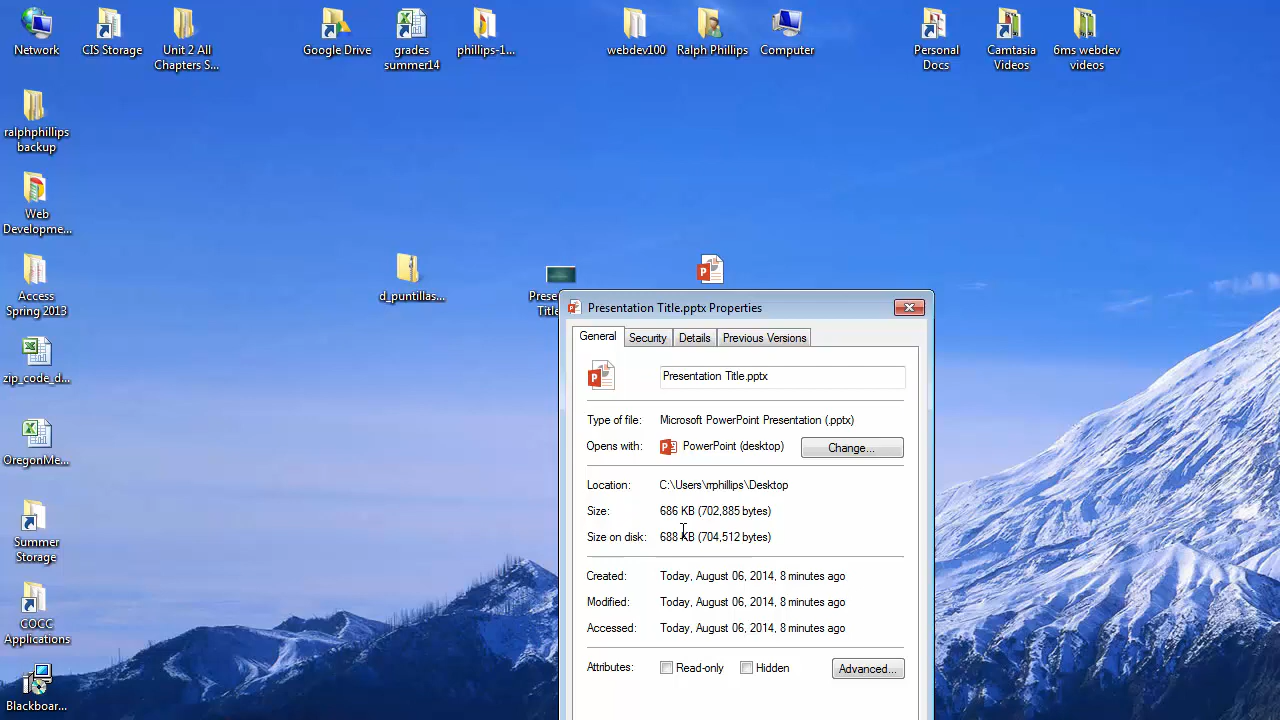 Network
CIS Storage
Unit 2 All
Chapters S...
Google Drive
grades
summer14
phillips-1...
webdev100
Ralph Phillips
Computer
Personal
Docs
Camtasia
Videos
6ms webdev
videos
ralphphillips
backup
Web
Developme...
Access
Spring 2013
zip_code_d...
OregonMe...
Summer
Storage
COCC
Applications
Blackboar...
d_puntillas...
Prese
Title
Presentation Title.pptx Properties
General
Security
Details
Previous Versions
Presentation Title.pptx
Type of file: Microsoft PowerPoint Presentation (.pptx)
Opens with: PowerPoint (desktop) Change...
Location: C:\Users\rrphillips\Desktop
Size: 686 KB (702,885 bytes)
Size on disk: 688 KB (704,512 bytes)
Created: Today, August 06, 2014, 8 minutes ago
Modified: Today, August 06, 2014, 8 minutes ago
Accessed: Today, August 06, 2014, 8 minutes ago
Attributes: Read-only Hidden Advanced...